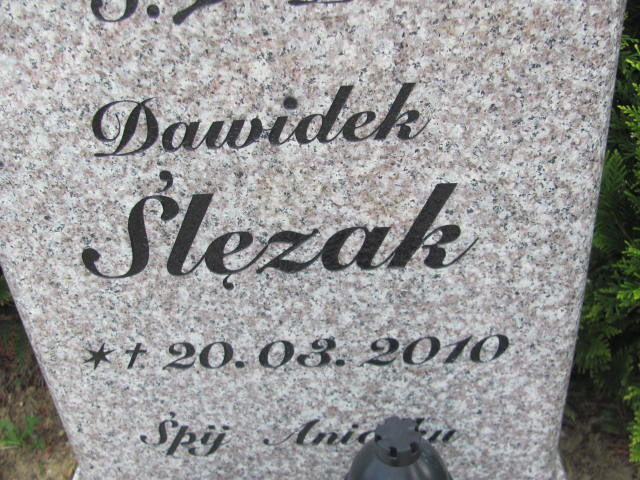 Dawidek
Ślęzak
*† 20.03.2010
Śpij